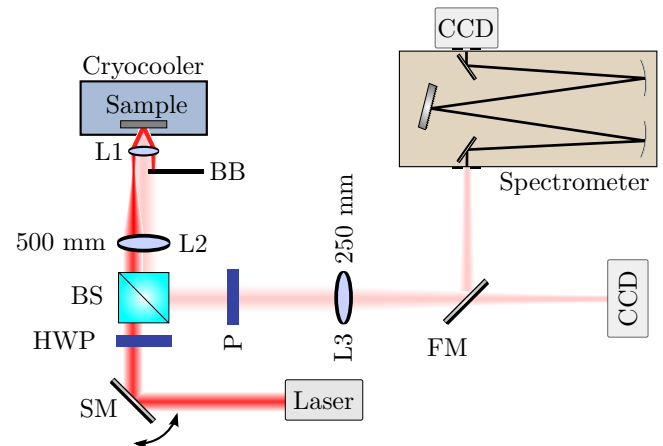 CCD
Cryocooler
Sample
L1
BB
Spectrometer
500 mm
L2
250 mm
BS
HWP
P
L3
FM
CCD
SM
Laser